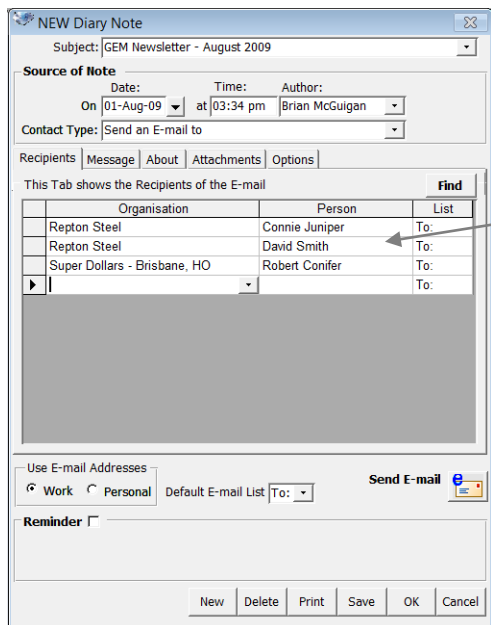 NEW Diary Note
Subject: GEM Newsletter - August 2009
Source of Note
Date: Time: Author:
On 01-Aug-09 at 03:34 pm Brian McGuigan
Contact Type: Send an E-mail to
Recipients Message About Attachments Options
This Tab shows the Recipients of the E-mail Find
Organisation Person List
Repton Steel Connie Juniper To:
Repton Steel David Smith To:
Super Dollars - Brisbane, HO Robert Conifer To:
To:
Use E-mail Addresses
Work Personal Default E-mail List To: Send E-mail
Reminder
New Delete Print Save OK Cancel